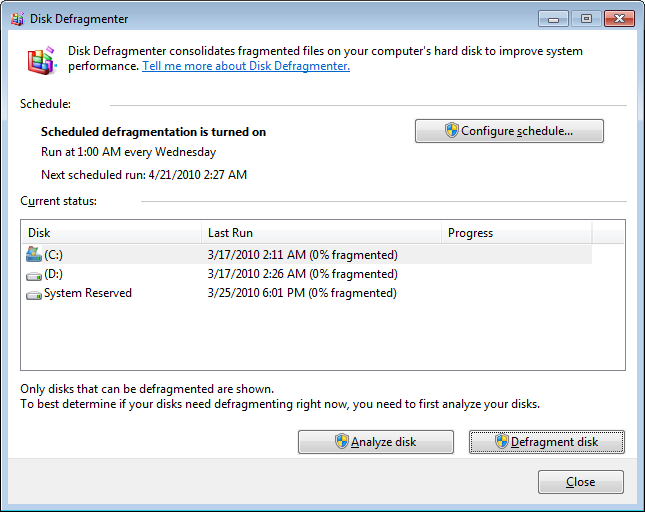 Disk Defragmenter
Disk Defragmenter consolidates fragmented files on your computer's hard disk to improve system
performance. Tell me more about Disk Defragmenter.
Schedule:
Scheduled defragmentation is turned on
Configure schedule...
Run at 1:00 AM every Wednesday
Next scheduled run: 4/21/2010 2:27 AM
Current status:
Disk Last Run Progress
(C:) 3/17/2010 2:11 AM (0% fragmented)
(D:) 3/17/2010 2:26 AM (0% fragmented)
System Reserved 3/25/2010 6:01 PM (0% fragmented)
Only disks that can be defragmented are shown.
To best determine if your disks need defragmenting right now, you need to first analyze your disks.
Analyze disk Defragment disk
Close